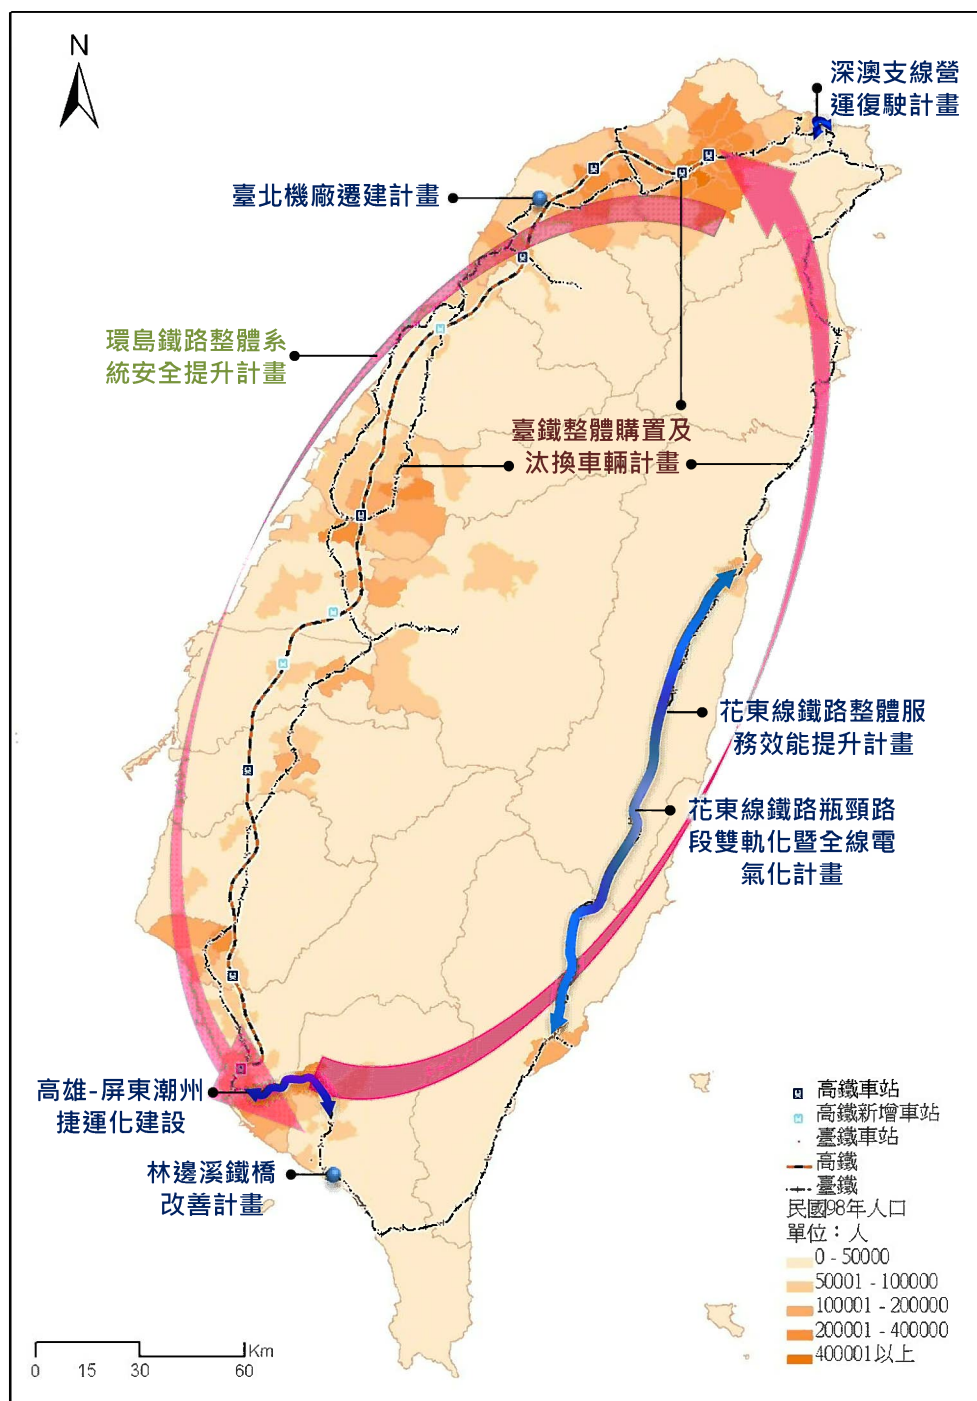 N
深澳支線營
運復駛計畫
臺北機廠遷建計畫
環島鐵路整體系
統安全提升計畫
臺鐵整體購置及
汰換車輛計畫
花東線鐵路整體服
務效能提升計畫
花東線鐵路瓶頸路
段雙軌化暨全線電
氣化計畫
高雄-屏東潮州
捷運化建設
林邊溪鐵橋
改善計畫
高鐵車站
高鐵新增車站
臺鐵車站
高鐵
臺鐵
民國98年人口
單位：人
0 - 50000
50001 - 100000
100001 - 200000
200001 - 400000
400001以上
Km
0 15 30 60